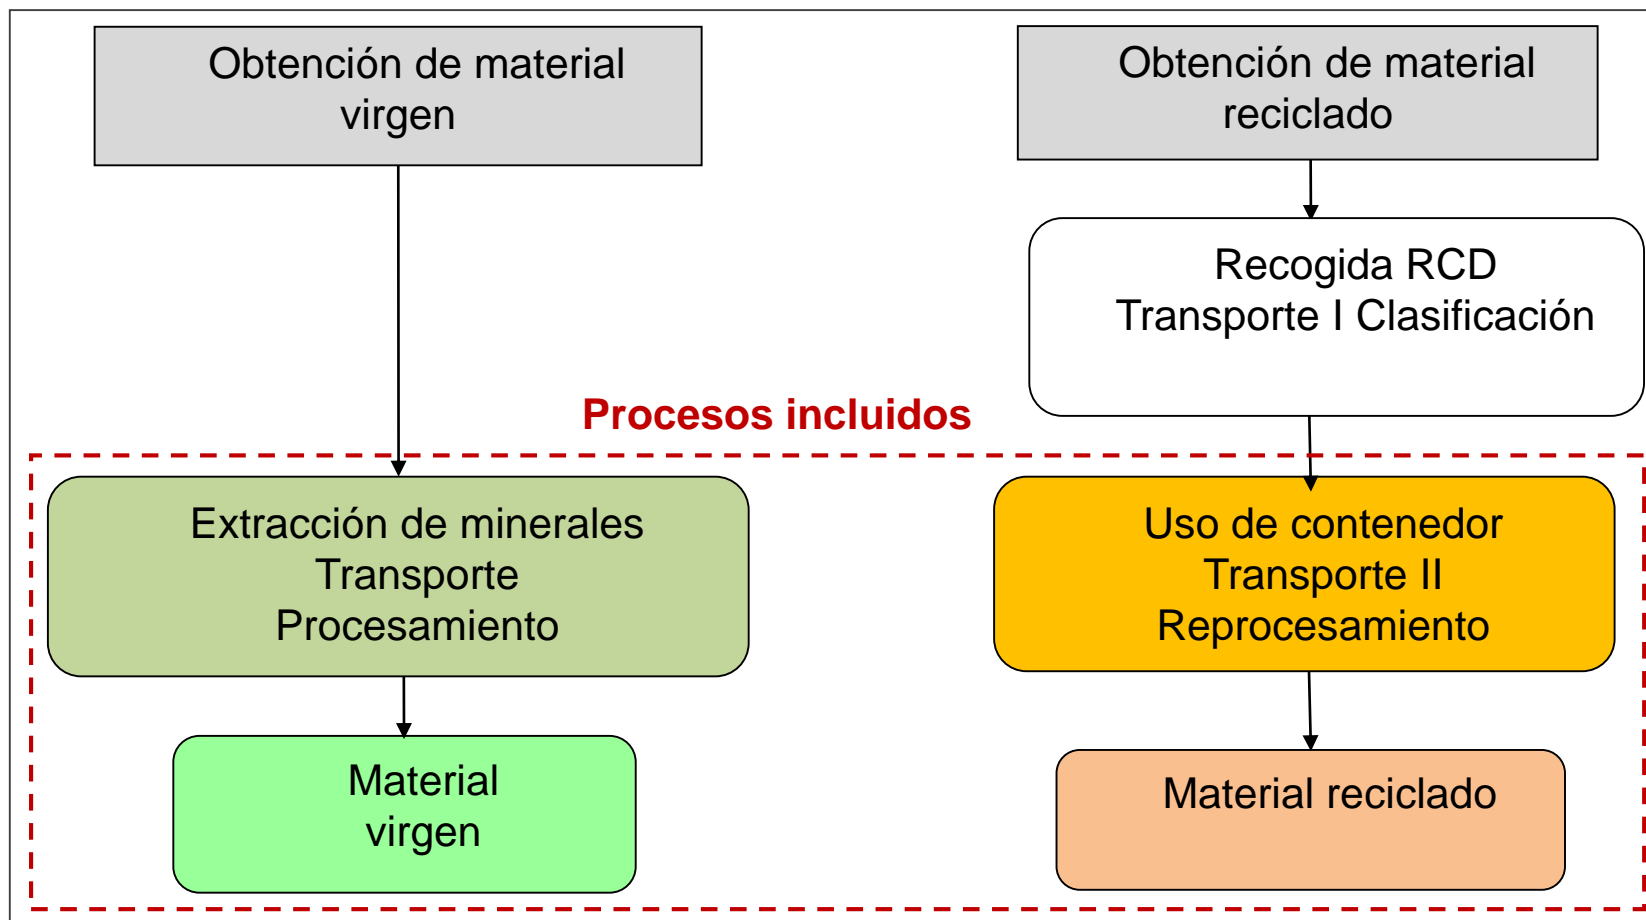 Obtención de material
virgen
Obtención de material
reciclado
Recogida RCD
Transporte I Clasificación
Procesos incluidos
Extracción de minerales
Transporte
Procesamiento
Uso de contenedor
Transporte II
Reprocesamiento
Material
virgen
Material reciclado